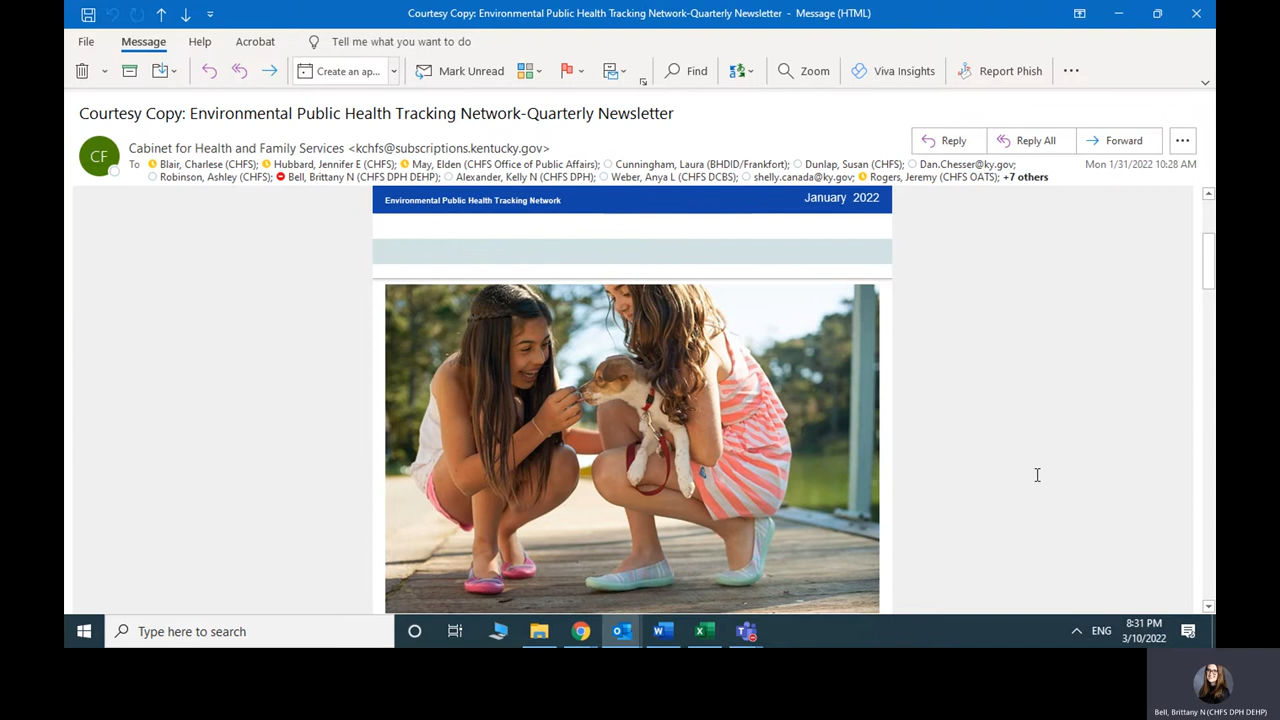 Courtesy Copy: Environmental Public Health Tracking Network-Quarterly Newsletter - Message (HTML)
File Message Help Acrobat Tell me what you want to do
Create an ap... Mark Unread Find Zoom Viva Insights Report Phish
Courtesy Copy: Environmental Public Health Tracking Network-Quarterly Newsletter
CF
Cabinet for Health and Family Services <kchfs@subscriptions.kentucky.gov>
Reply Reply All Forward
To Blair, Charlese (CHFS); Hubbard, Jennifer E (CHFS); May, Elden (CHFS Office of Public Affairs); Cunningham, Laura (BHDID/Frankfort); Dunlap, Susan (CHFS); Dan.Chesser@ky.gov; Mon 1/31/2022 10:28 AM
Robinson, Ashley (CHFS); Bell, Brittany N (CHFS DPH DEHP); Alexander, Kelly N (CHFS DPH); Weber, Anya L (CHFS DCBS); shelly.canada@ky.gov; Rogers, Jeremy (CHFS OATS); +7 others
Environmental Public Health Tracking Network January 2022
Type here to search
ENG
8:31 PM
3/10/2022
Bell, Brittany N (CHFS DPH DEHP)